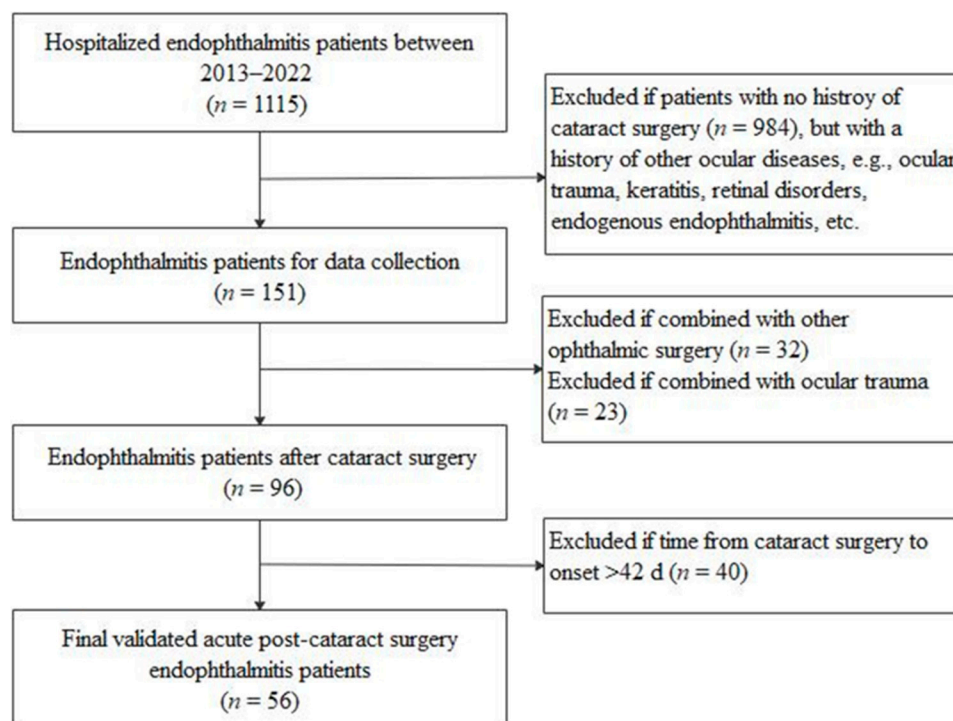 Hospitalized endophthalmitis patients between
2013–2022
(n = 1115)
Excluded if patients with no histroy of
cataract surgery (n = 984), but with a
history of other ocular diseases, e.g., ocular
trauma, keratitis, retinal disorders,
endogenous endophthalmitis, etc.
Endophthalmitis patients for data collection
(n = 151)
Excluded if combined with other
ophthalmic surgery (n = 32)
Excluded if combined with ocular trauma
(n = 23)
Endophthalmitis patients after cataract surgery
(n = 96)
Excluded if time from cataract surgery to
onset >42 d (n = 40)
Final validated acute post-cataract surgery
endophthalmitis patients
(n = 56)